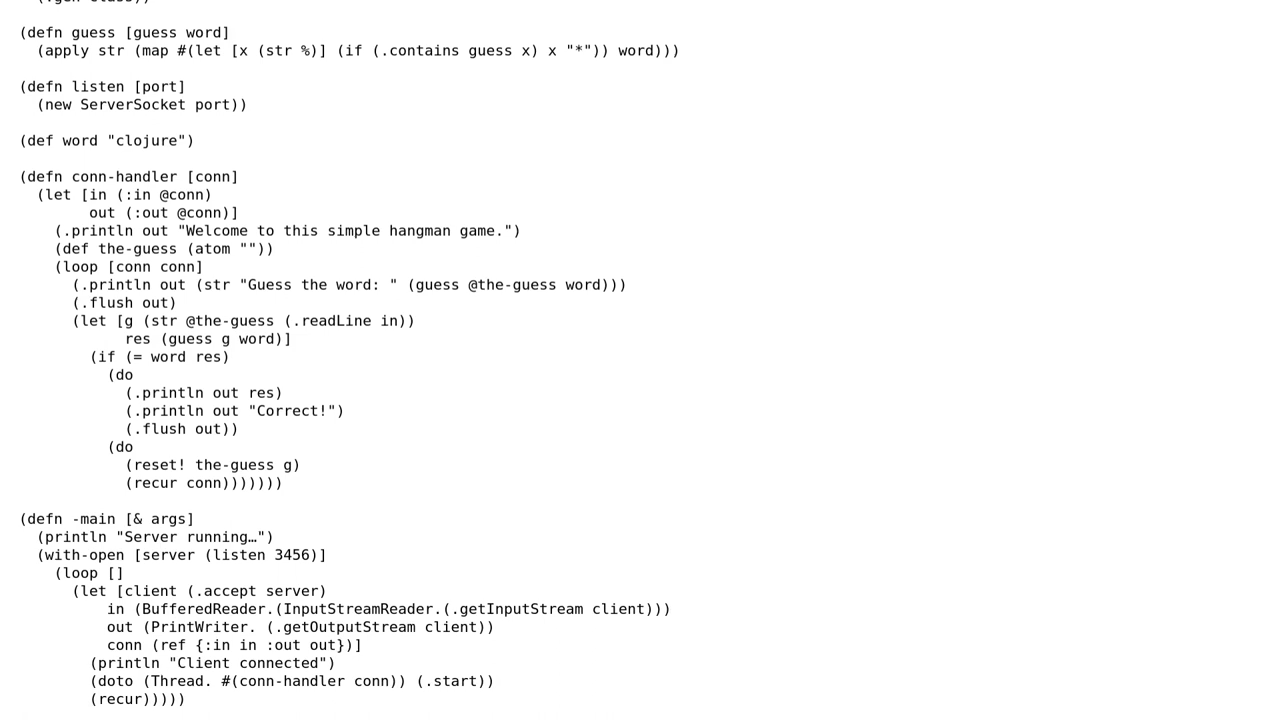 (:gen-class))
(defn guess [guess word]
  (apply str (map #(let [x (str %)] (if (.contains guess x) x "*")) word)))
(defn listen [port]
  (new ServerSocket port))
(def word "clojure")
(defn conn-handler [conn]
  (let [in (:in @conn)
        out (:out @conn)]
    (.println out "Welcome to this simple hangman game.")
    (def the-guess (atom ""))
    (loop [conn conn]
      (.println out (str "Guess the word: " (guess @the-guess word)))
      (.flush out)
      (let [g (str @the-guess (.readLine in))
            res (guess g word)]
        (if (= word res)
          (do
            (.println out res)
            (.println out "Correct!")
            (.flush out))
          (do
            (reset! the-guess g)
            (recur conn)))))))
(defn -main [& args]
  (println "Server running…")
  (with-open [server (listen 3456)]
    (loop []
      (let [client (.accept server)
          in (BufferedReader.(InputStreamReader.(.getInputStream client)))
          out (PrintWriter. (.getOutputStream client))
          conn (ref {:in in :out out})]
        (println "Client connected")
        (doto (Thread. #(conn-handler conn)) (.start))
        (recur)))))